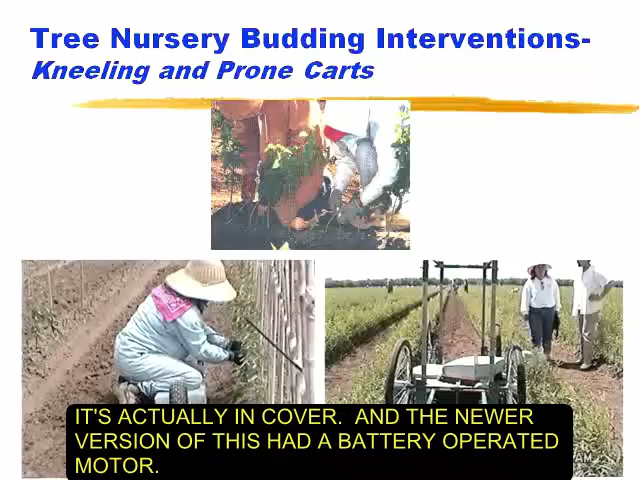 Tree Nursery Budding Interventions-
Kneeling and Prone Carts
IT'S ACTUALLY IN COVER.  AND THE NEWER
VERSION OF THIS HAD A BATTERY OPERATED
MOTOR.
AM